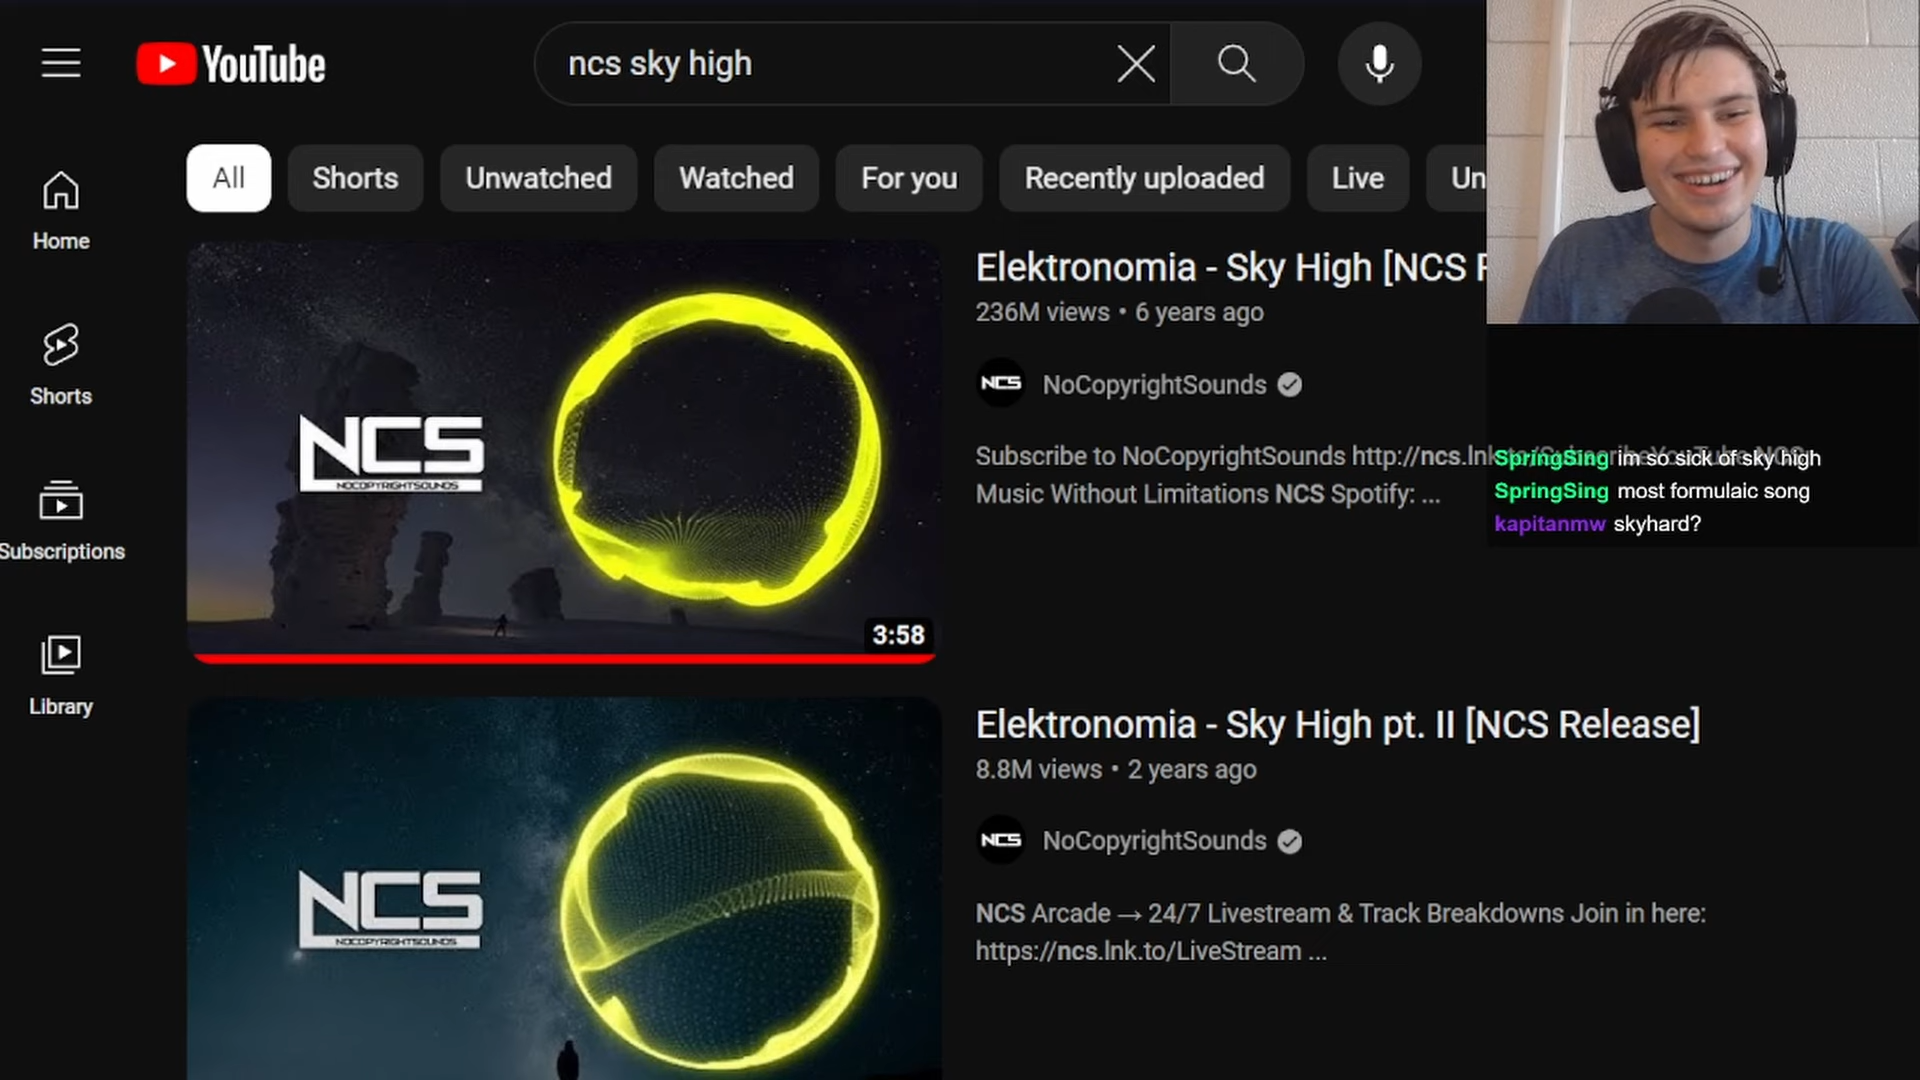 YouTube
ncs sky high
All
Shorts
Unwatched
Watched
For you
Recently uploaded
Live
Un
Home
Shorts
Subscriptions
Library
NCS
NOCOPYRIGHTSOUNDS
3:58
Elektronomia - Sky High [NCS
236M views • 6 years ago
NCS
NoCopyrightSounds
Subscribe to NoCopyrightSounds http://ncs.lnk
Music Without Limitations NCS Spotify: ...
SpringSing im so sick of sky high
SpringSing most formulaic song
kapitanmw skyhard?
NCS
NOCOPYRIGHTSOUNDS
Elektronomia - Sky High pt. II [NCS Release]
8.8M views • 2 years ago
NCS
NoCopyrightSounds
NCS Arcade → 24/7 Livestream & Track Breakdowns Join in here:
https://ncs.lnk.to/LiveStream ...